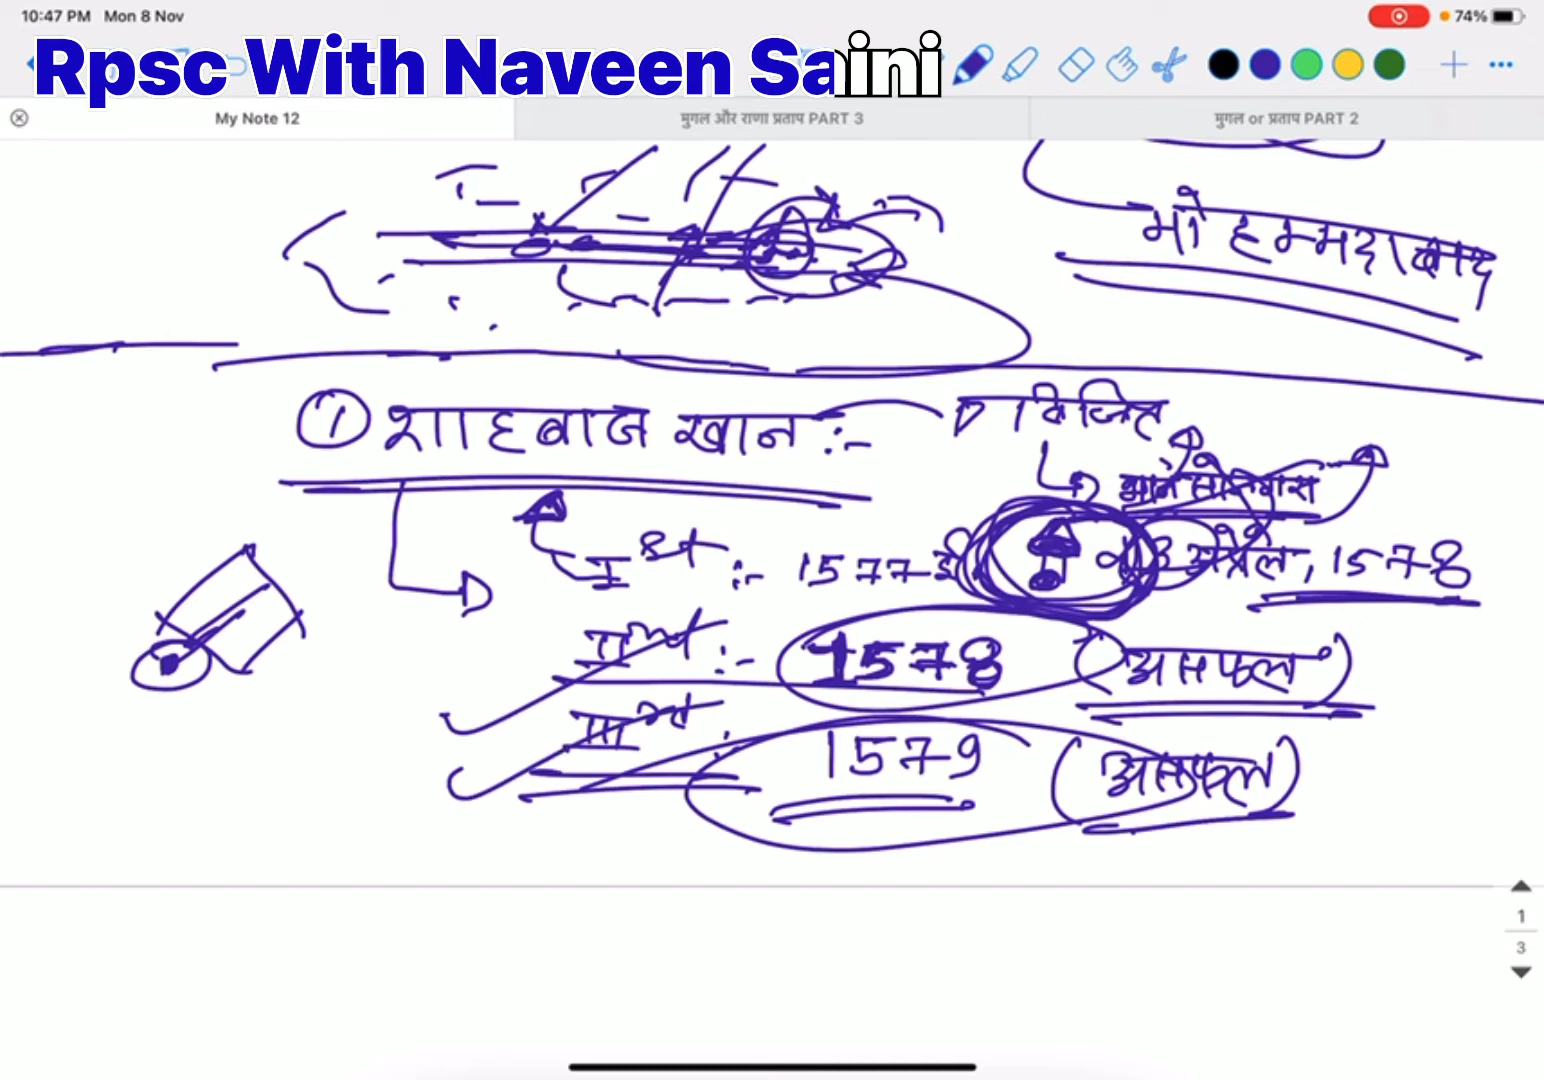 10:47 PM Mon 8 Nov
74%
Rpsc With Naveen Saini
My Note 12
मुगल और राणा प्रताप PART 3
मुगल or प्रताप PART 2
मोहम्मदाबाद
① शाहबाज खान :-
I st :- 1577 ई
3 अप्रैल, 1578
II nd :- 1578 (असफल)
III rd : 1579 (असफल)
1
3